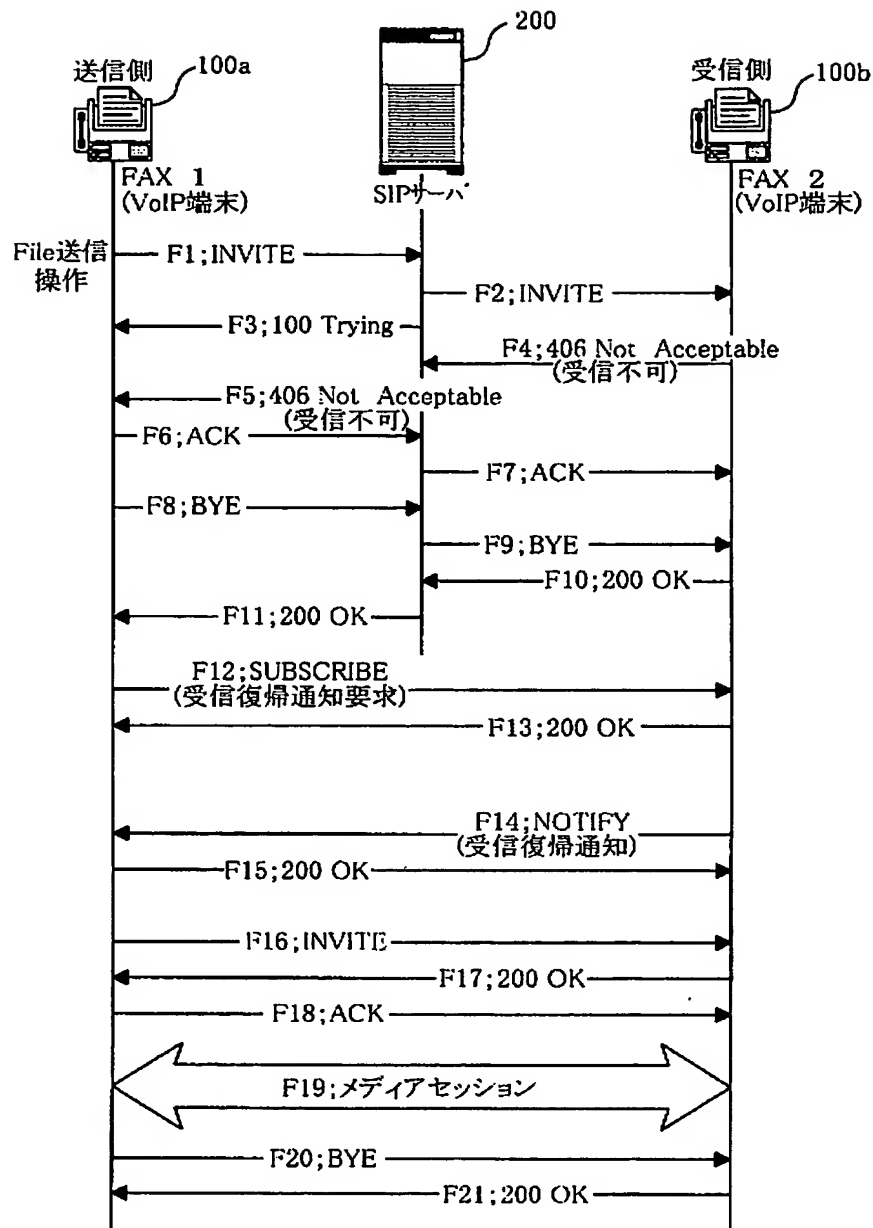 200
送信側
100a
受信側
100b
FAX 1
(VoIP端末)
SIPサーバ
FAX 2
(VoIP端末)
File送信
操作
F1;INVITE
F2;INVITE
F3;100 Trying
F4;406 Not Acceptable
(受信不可)
F5;406 Not Acceptable
(受信不可)
F6;ACK
F7;ACK
F8;BYE
F9;BYE
F10;200 OK
F11;200 OK
F12;SUBSCRIBE
(受信復帰通知要求)
F13;200 OK
F14;NOTIFY
(受信復帰通知)
F15;200 OK
F16;INVITE
F17;200 OK
F18;ACK
F19;メディアセッション
F20;BYE
F21;200 OK